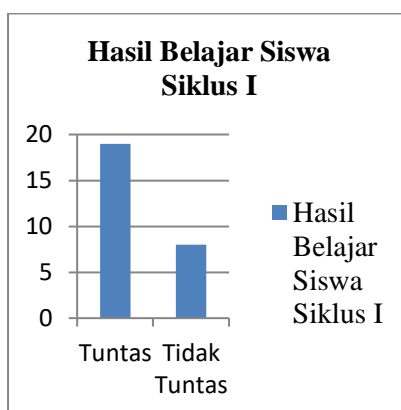 Hasil Belajar Siswa
Siklus I
20
15
10
5
0
Tuntas
Tidak
Tuntas
Hasil
Belajar
Siswa
Siklus I